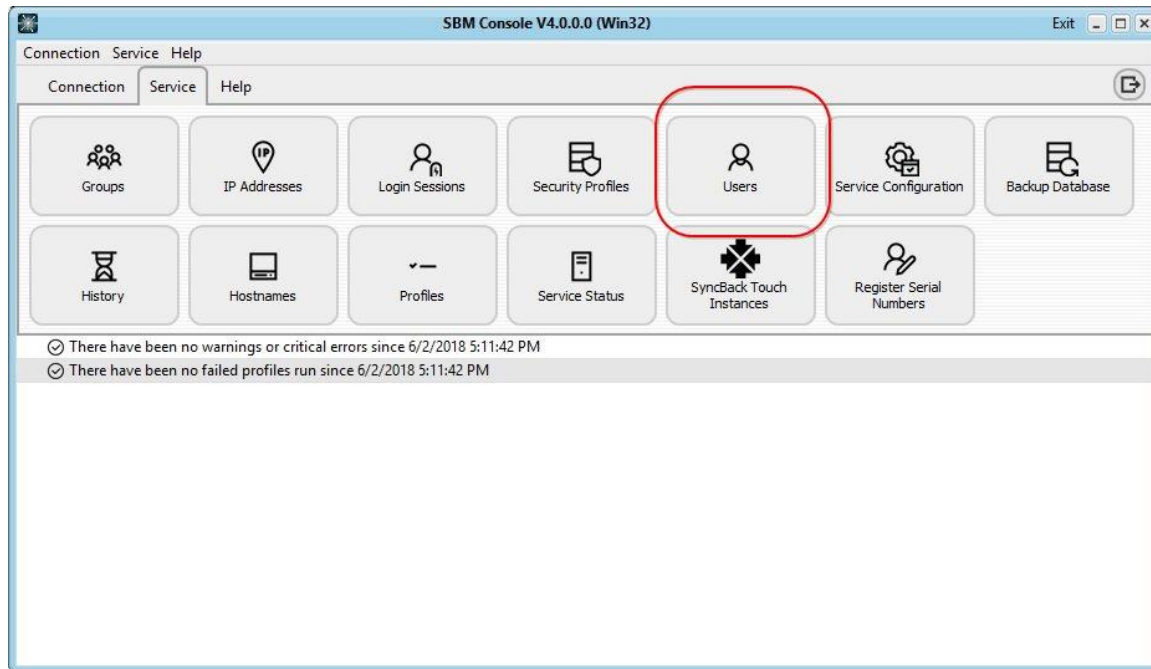 SBM Console V4.0.0.0 (Win32)
Exit
Connection Service Help
Connection Service Help
Groups
IP Addresses
Login Sessions
Security Profiles
Users
Service Configuration
Backup Database
History
Hostnames
Profiles
Service Status
SyncBack Touch
Instances
Register Serial
Numbers
There have been no warnings or critical errors since 6/2/2018 5:11:42 PM
There have been no failed profiles run since 6/2/2018 5:11:42 PM